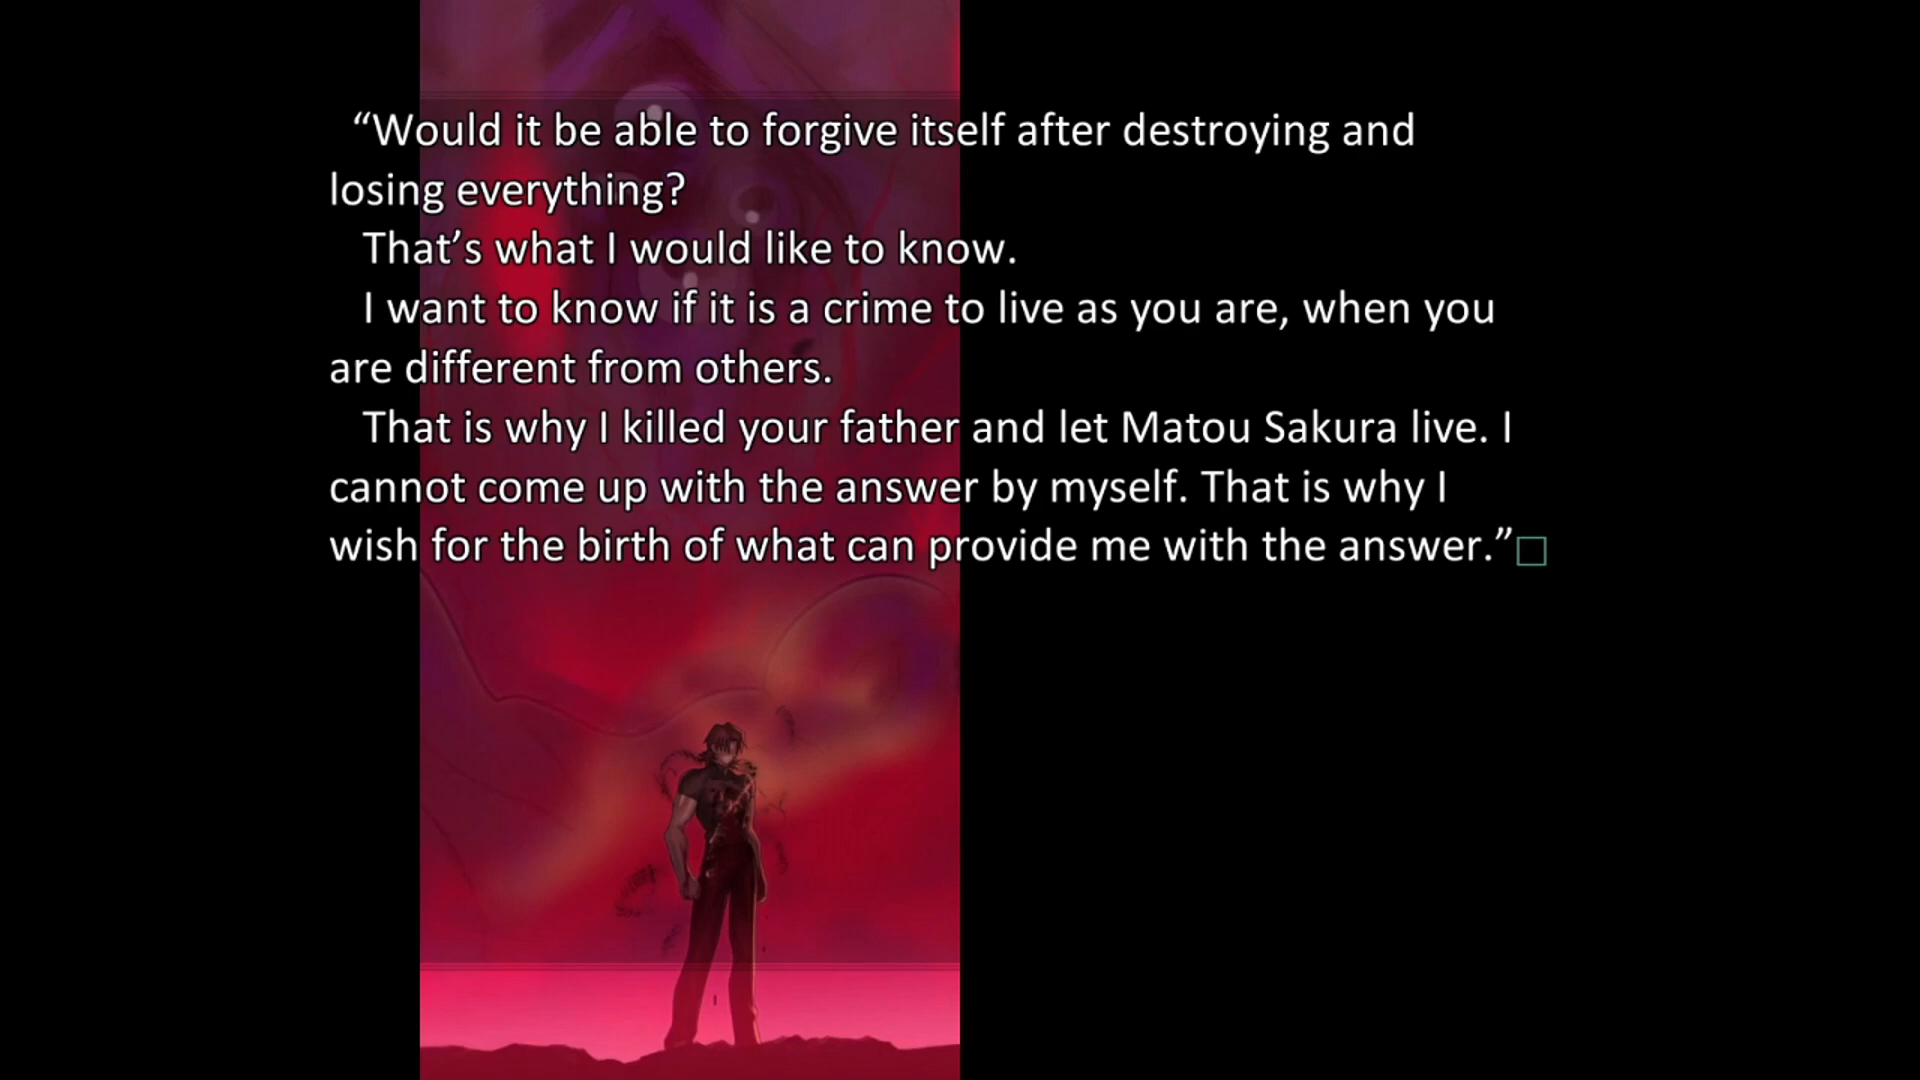 “Would it be able to forgive itself after destroying and
losing everything?
That’s what I would like to know.
I want to know if it is a crime to live as you are, when you
are different from others.
That is why I killed your father and let Matou Sakura live. I
cannot come up with the answer by myself. That is why I
wish for the birth of what can provide me with the answer.”